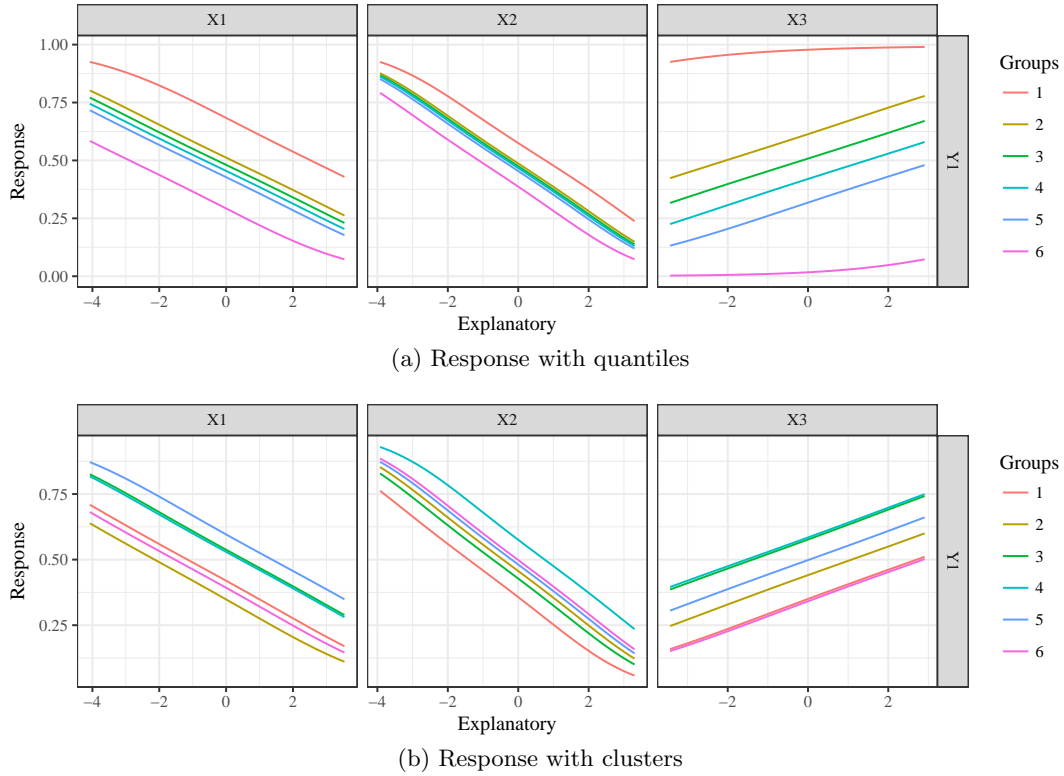 X1 X2 X3
1.00
0.75
0.50
0.25
0.00
Response
Y1
Groups
1
2
3
4
5
6
−4 −2 0 2 −4 −2 0 2 −2 0 2
Explanatory
(a) Response with quantiles
X1 X2 X3
0.75
0.50
0.25
Response
Y1
Groups
1
2
3
4
5
6
−4 −2 0 2 −4 −2 0 2 −2 0 2
Explanatory
(b) Response with clusters